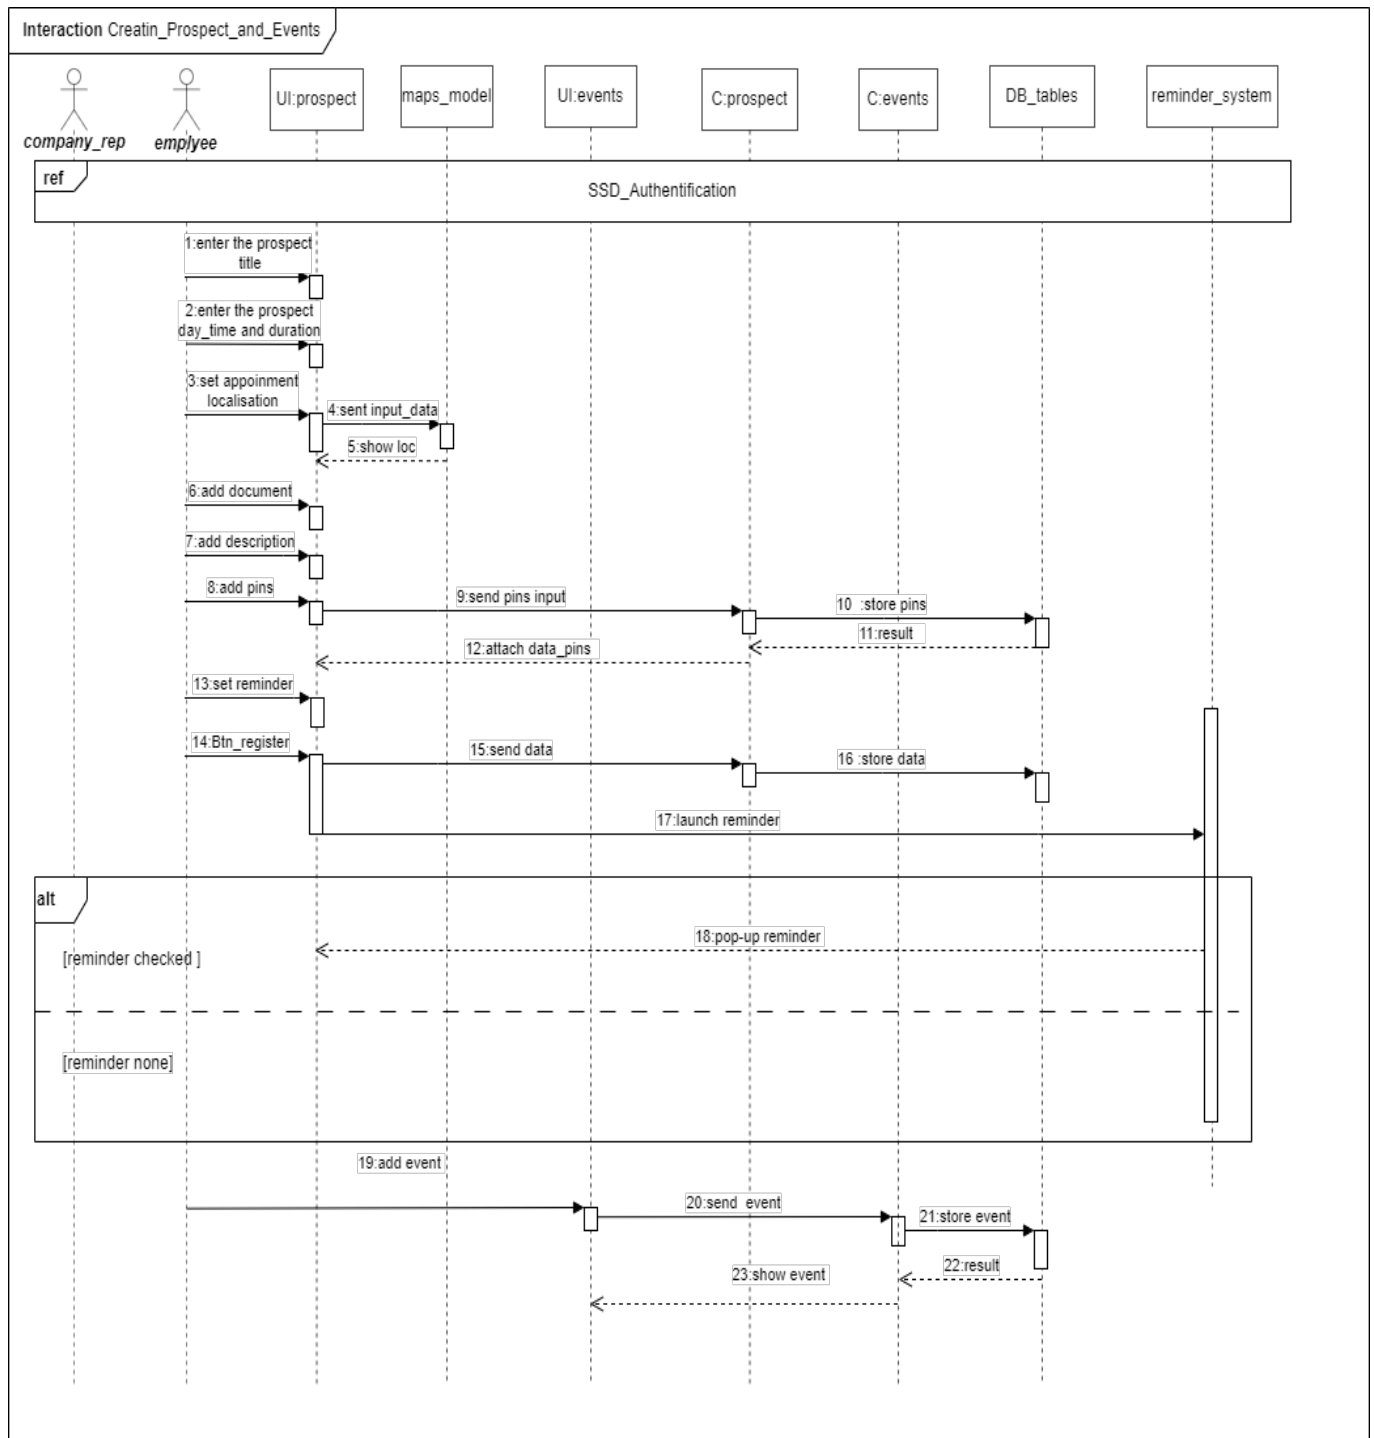 Interaction Creatin_Prospect_and_Events
company_rep
emplyee
UI:prospect
maps_model
UI:events
C:prospect
C:events
DB_tables
reminder_system
ref
SSD_Authentification
1:enter the prospect
title
2:enter the prospect
day_time and duration
3:set appoinment
localisation
4:sent input_data
5:show loc
6:add document
7:add description
8:add pins
9:send pins input
10 :store pins
11:result
12:attach data_pins
13:set reminder
14:Btn_register
15:send data
16 :store data
17:launch reminder
alt
18:pop-up reminder
[reminder checked ]
[reminder none]
19:add event
20:send event
21:store event
22:result
23:show event